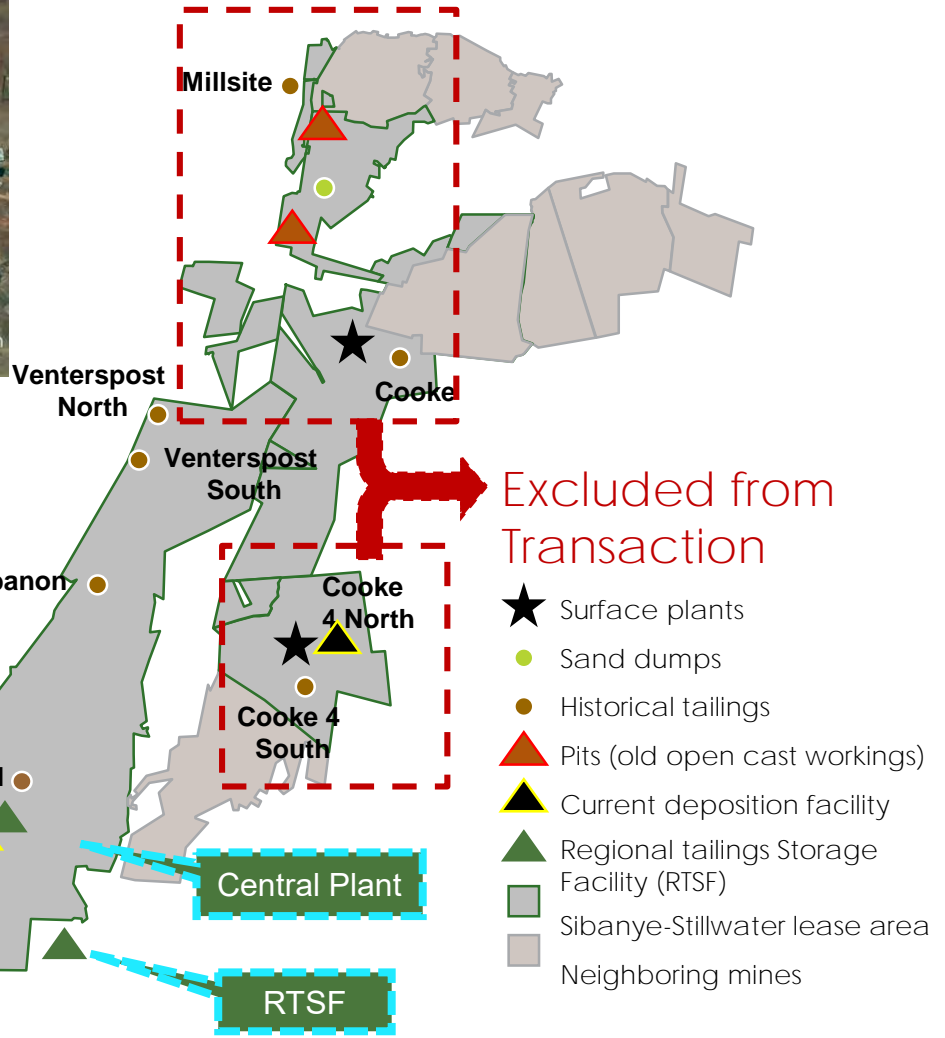 Millsite
Venterspost
North
Cooke
Venterspost
South
Excluded from
Transaction
Cooke
4 North
Cooke 4
South
Surface plants
Sand dumps
Historical tailings
Pits (old open cast workings)
Current deposition facility
Regional tailings Storage
Facility (RTSF)
Sibanye-Stillwater lease area
Neighboring mines
Central Plant
RTSF